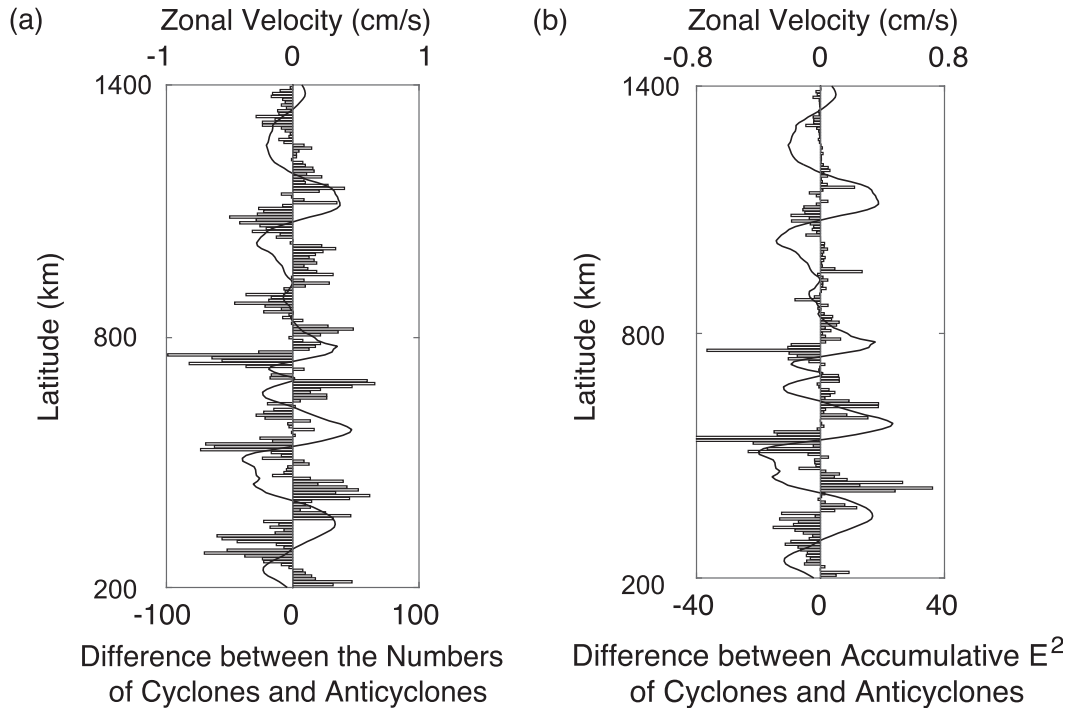 (a) Zonal Velocity (cm/s)
-1 0 1
1400
800
200
Latitude (km)
-100 0 100
Difference between the Numbers
of Cyclones and Anticyclones
(b) Zonal Velocity (cm/s)
-0.8 0 0.8
1400
800
200
Latitude (km)
-40 0 40
Difference between Accumulative E²
of Cyclones and Anticyclones